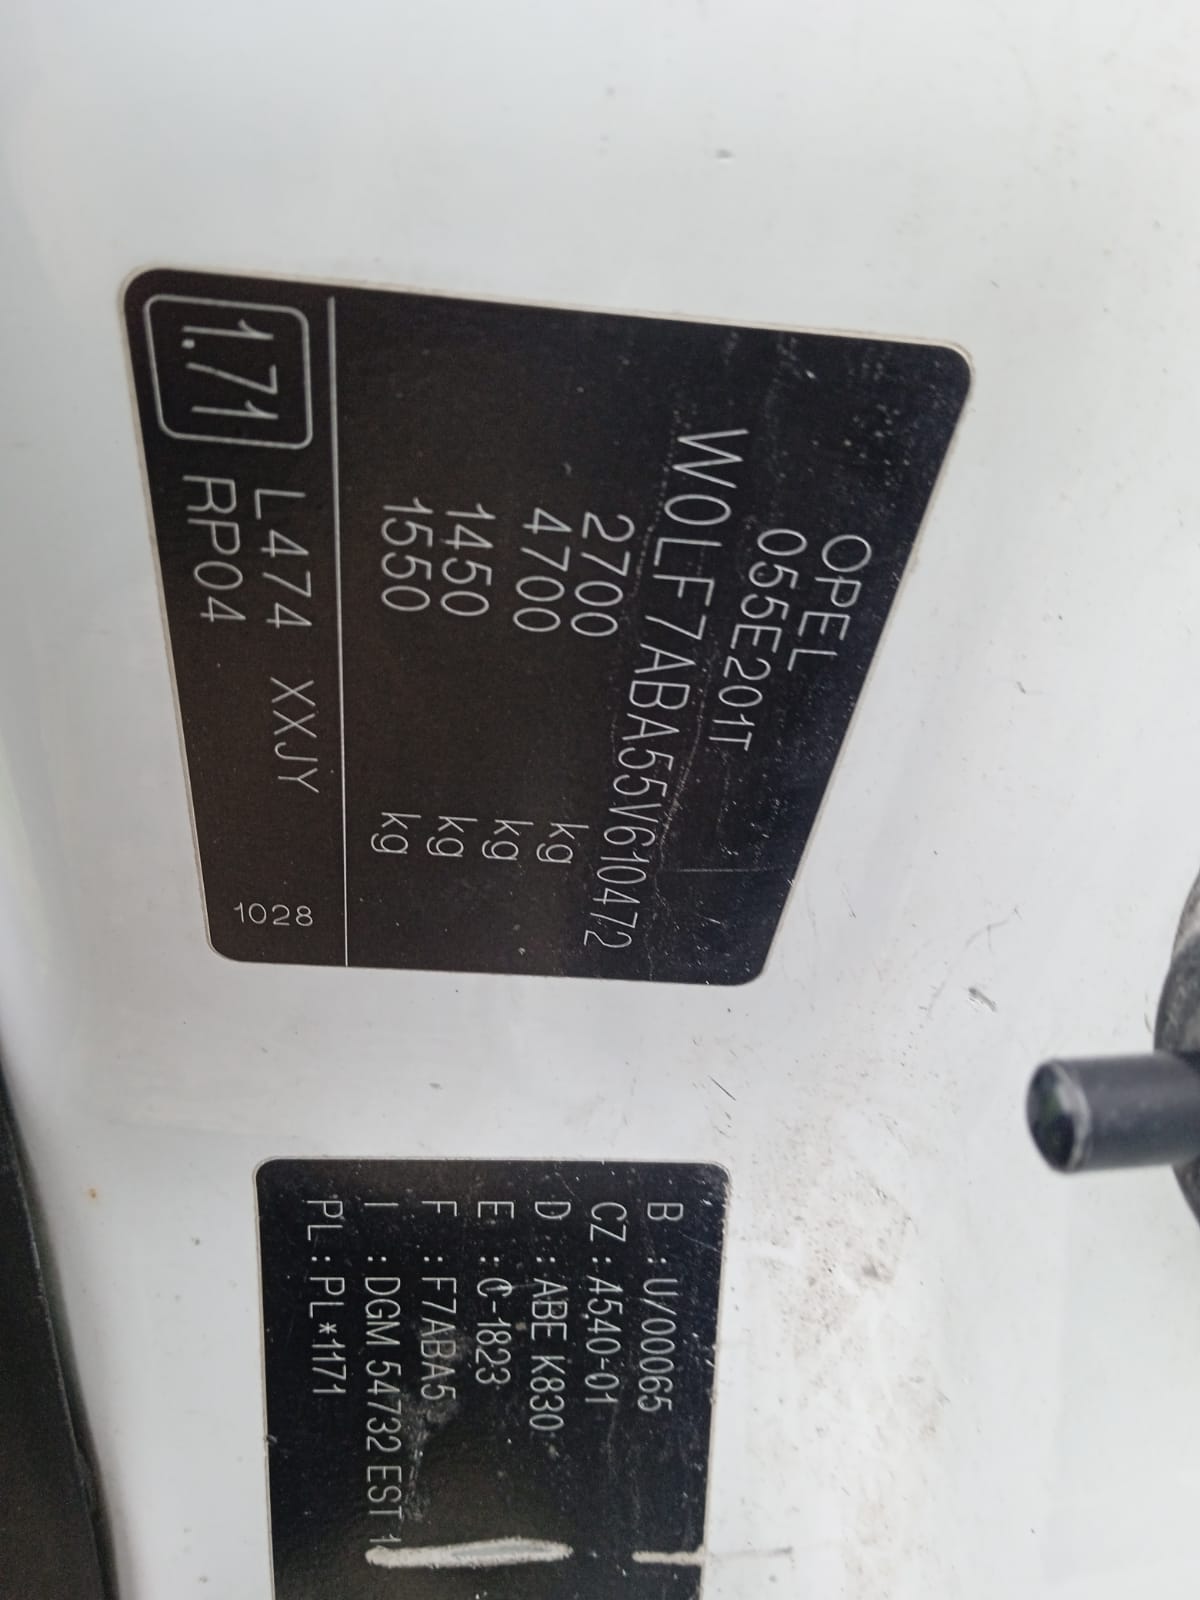 OPEL
055E201T
W0LF7ABA55V610472
2700 kg
4700 kg
1450 kg
1550 kg
1.71 L474 XXJY
RP04
1028
B : U/00065
CZ : 4540-01
D : ABE K830
E : C-1823
F : F7ABA5
I : DGM 54732 EST
PL : PL*1171